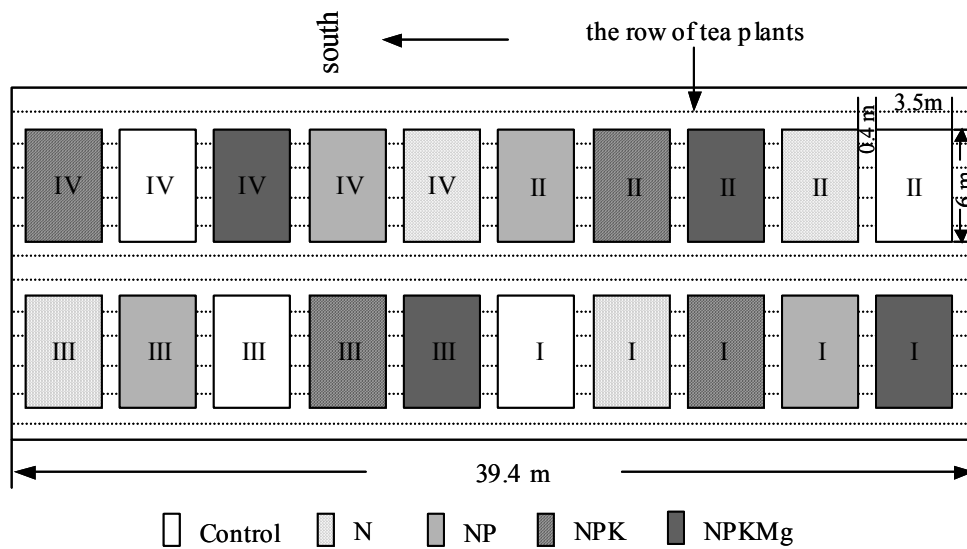 south
the row of tea plants
3.5m
0.4 m
6 m
IV IV IV IV IV II II II II II
III III III III III I I I I I
39.4 m
Control N NP NPK NPKMg